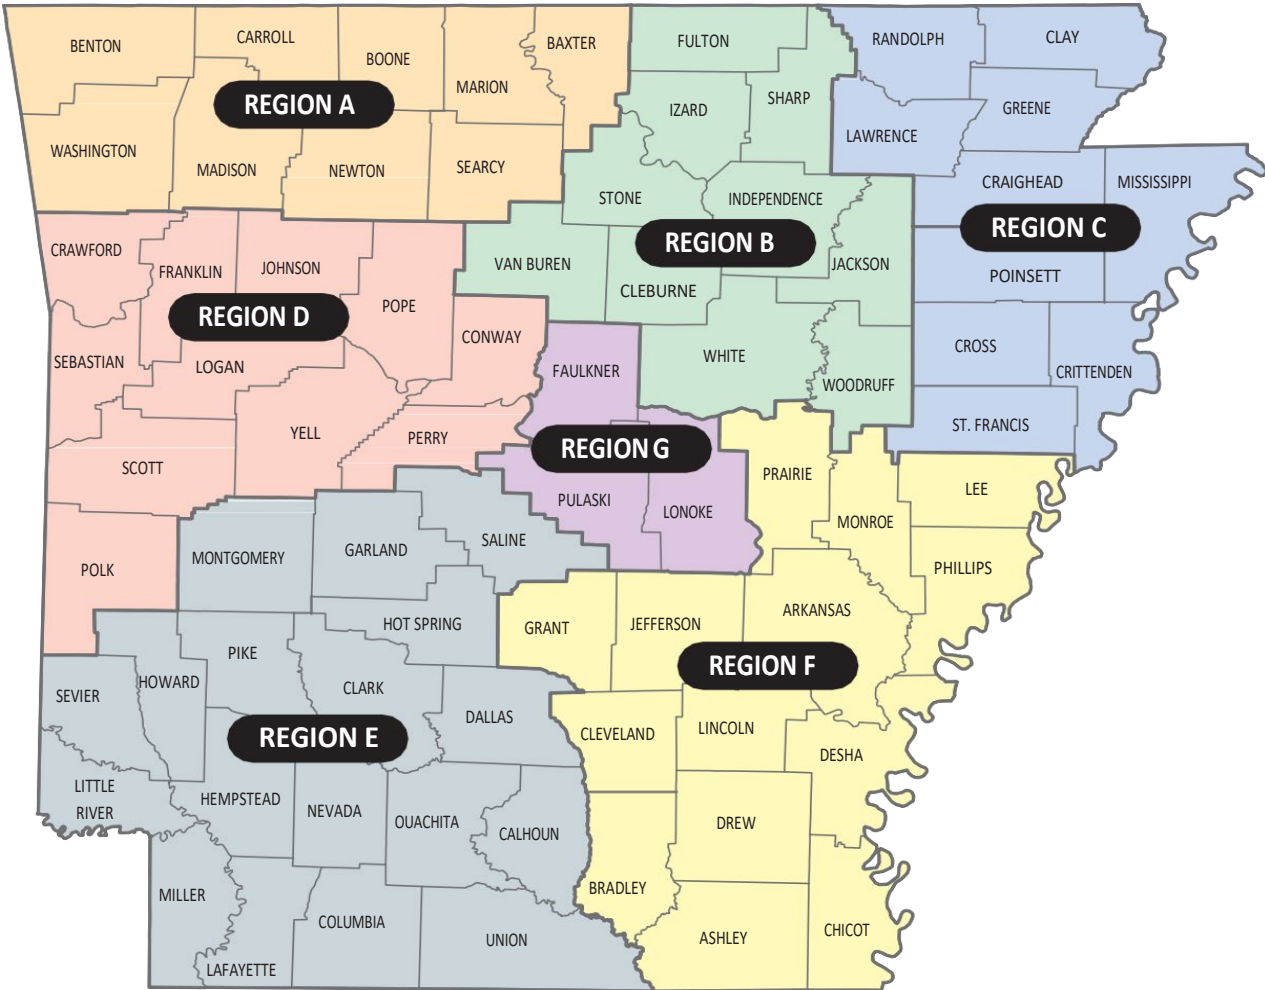 BENTON
CARROLL
BOONE
MARION
BAXTER
REGION A
WASHINGTON
MADISON
NEWTON
SEARCY
FULTON
IZARD
SHARP
STONE
INDEPENDENCE
REGION B
VAN BUREN
CLEBURNE
JACKSON
WHITE
WOODRUFF
RANDOLPH
CLAY
GREENE
LAWRENCE
CRAIGHEAD
MISSISSIPPI
REGION C
POINSETT
CROSS
CRITTENDEN
ST. FRANCIS
CRAWFORD
FRANKLIN
JOHNSON
POPE
REGION D
CONWAY
SEBASTIAN
LOGAN
YELL
PERRY
SCOTT
POLK
FAULKNER
REGION G
PULASKI
LONOKE
MONTGOMERY
GARLAND
SALINE
HOT SPRING
PIKE
HOWARD
SEVIER
CLARK
DALLAS
REGION E
LITTLE
RIVER
HEMPSTEAD
NEVADA
OUACHITA
CALHOUN
MILLER
LAFAYETTE
COLUMBIA
UNION
PRAIRIE
MONROE
LEE
PHILLIPS
ARKANSAS
GRANT
JEFFERSON
REGION F
CLEVELAND
LINCOLN
DESHA
DREW
BRADLEY
ASHLEY
CHICOT